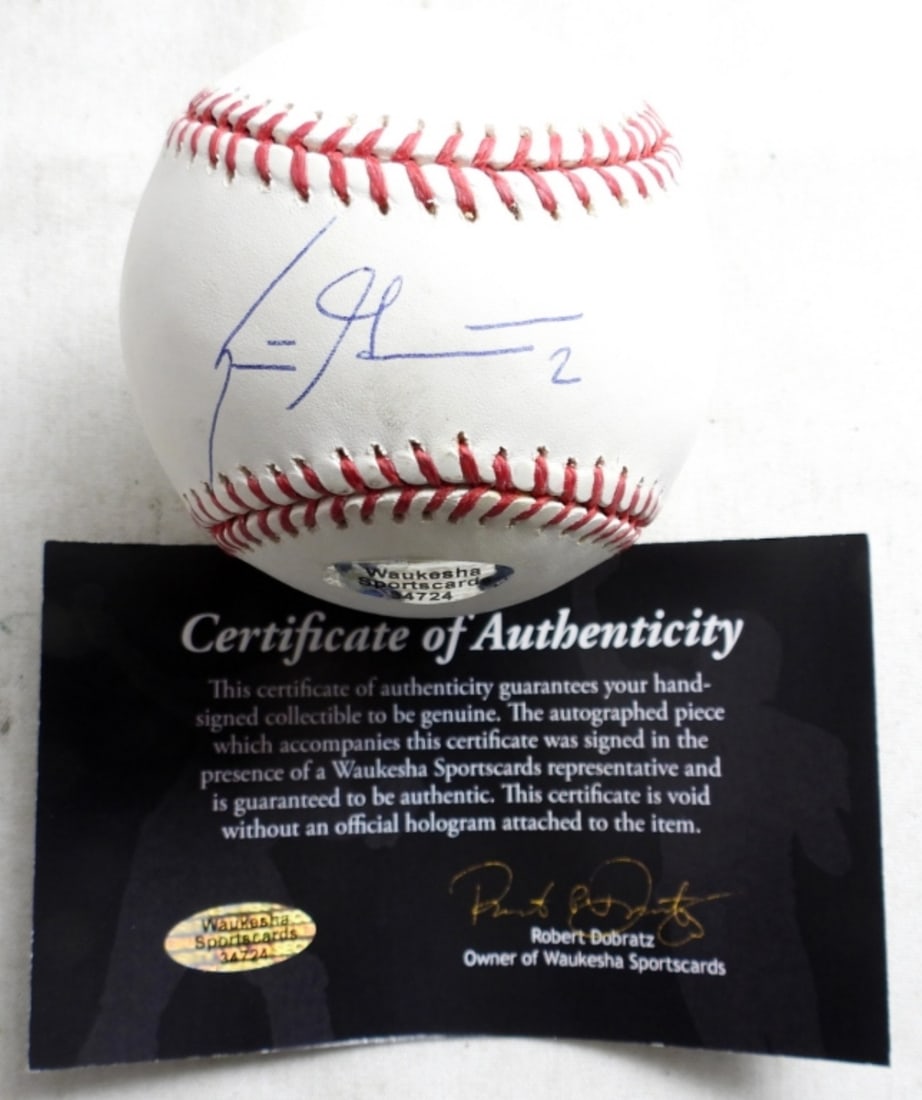 2
Waukesha
Sportscards
34724
Certificate of Authenticity
This certificate of authenticity guarantees your hand-
signed collectible to be genuine. The autographed piece
which accompanies this certificate was signed in the
presence of a Waukesha Sportscards representative and
is guaranteed to be authentic. This certificate is void
without an official hologram attached to the item.
Waukesha
Sportscards
34724
Robert Dobratz
Owner of Waukesha Sportscards